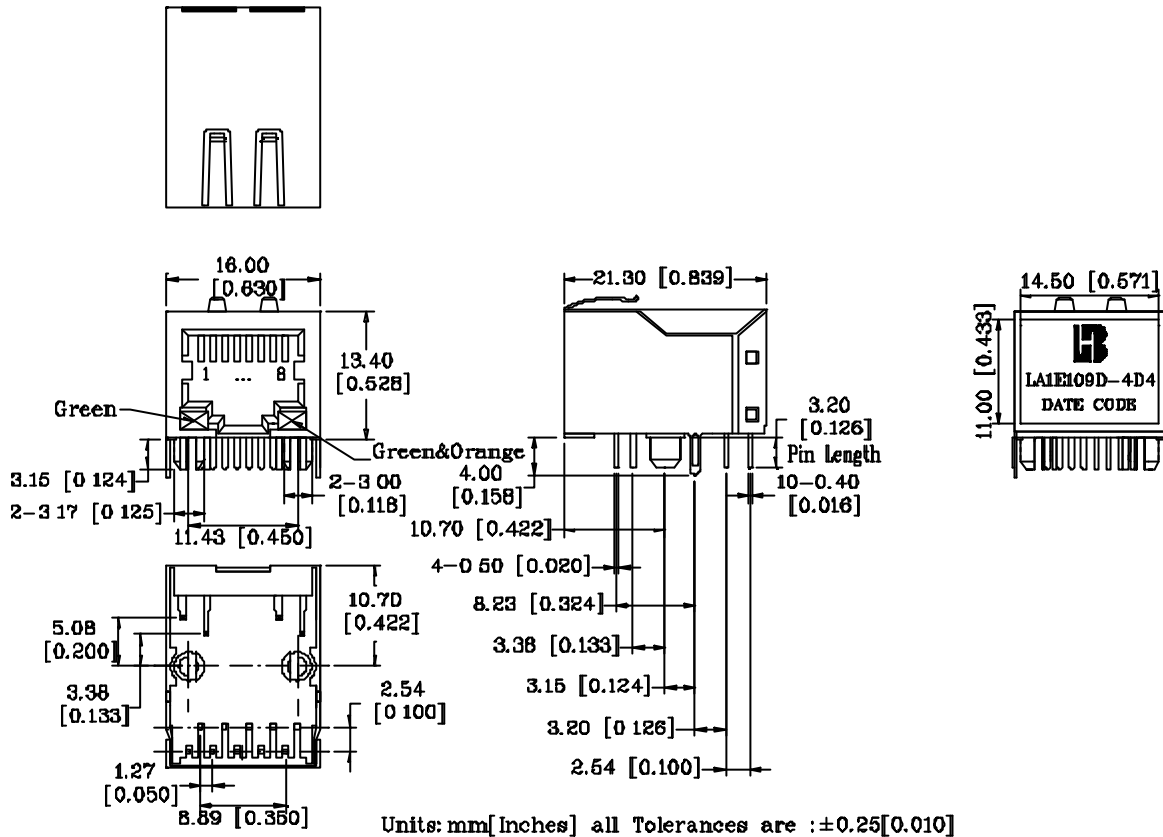 16.00
[0.630]
13.40
[0.528]
1 ... 8
Green
Green&Orange
3.15 [0 124]
2-3 17 [0 125]
2-3 00
[0.118]
11.43 [0.450]
21.30 [0.839]
3.20
[0.126]
Pin Length
4.00
[0.158]
10-0.40
[0.016]
10.70 [0.422]
4-0 50 [0.020]
8.23 [0.324]
3.38 [0.133]
3.15 [0.124]
3.20 [0 126]
2.54 [0.100]
14.50 [0.571]
11.00 [0.433]
LA1E109D-4D4
DATE CODE
10.70
[0.422]
5.08
[0.200]
3.38
[0.133]
2.54
[0 100]
1.27
[0.050]
8.89 [0.350]
Units: mm[Inches] all Tolerances are :±0.25[0.010]